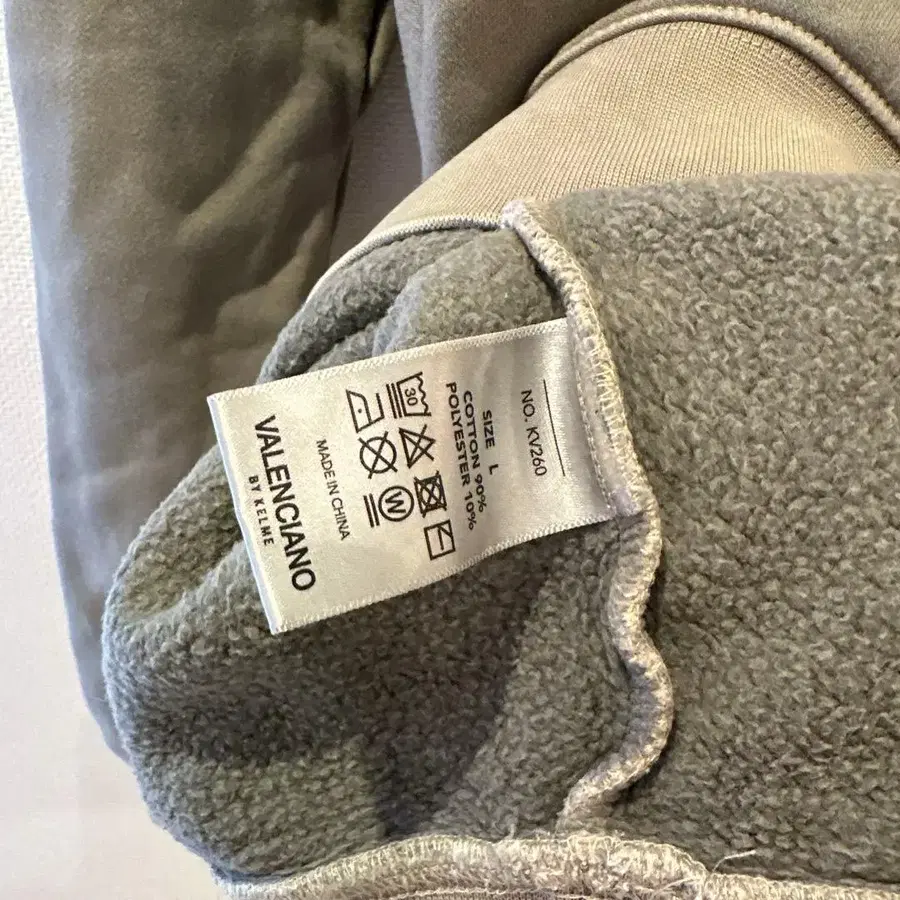 NO. KV260
SIZE L
COTTON 90%
POLYESTER 10%
30
W
MADE IN CHINA
VALENCIANO
BY KELME